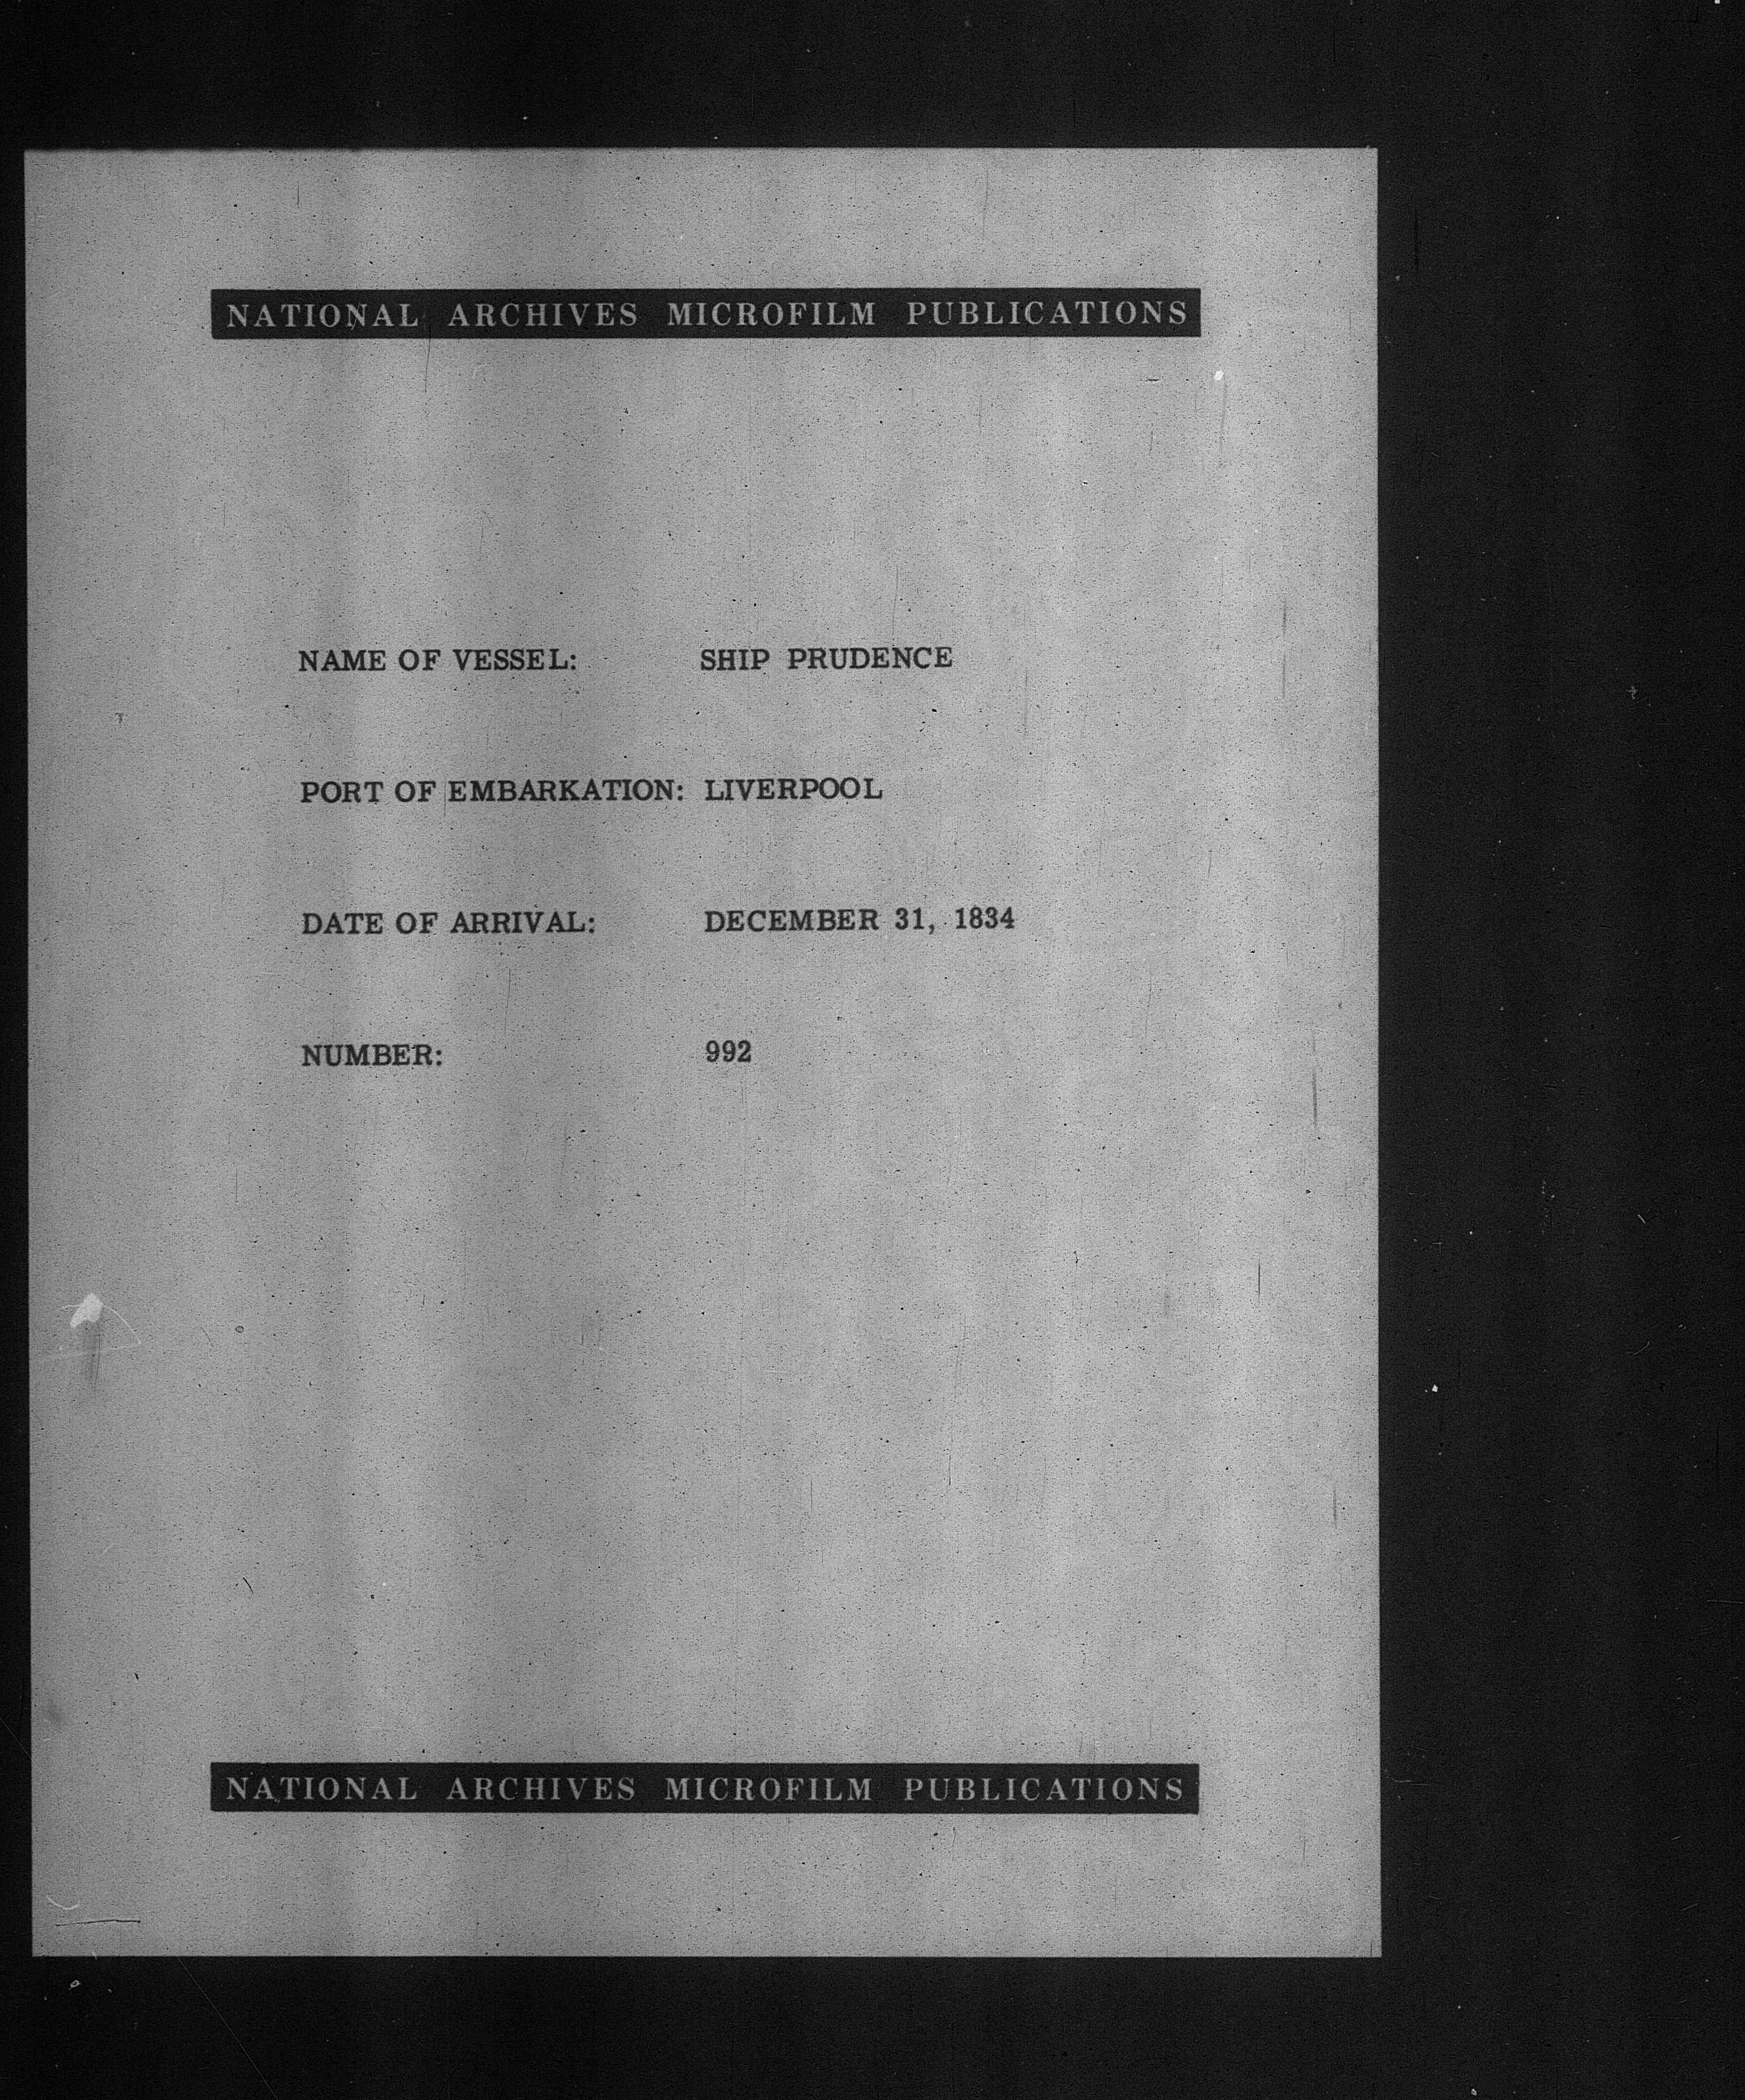 NATIONAL ARCHIVES MICROFILM PUBLICATIONS
NAME OF VESSEL: SHIP PRUDENCE
PORT OF EMBARKATION: LIVERPOOL
DATE OF ARRIVAL: DECEMBER 31, 1834
NUMBER: 992
NATIONAL ARCHIVES MICROFILM PUBLICATIONS